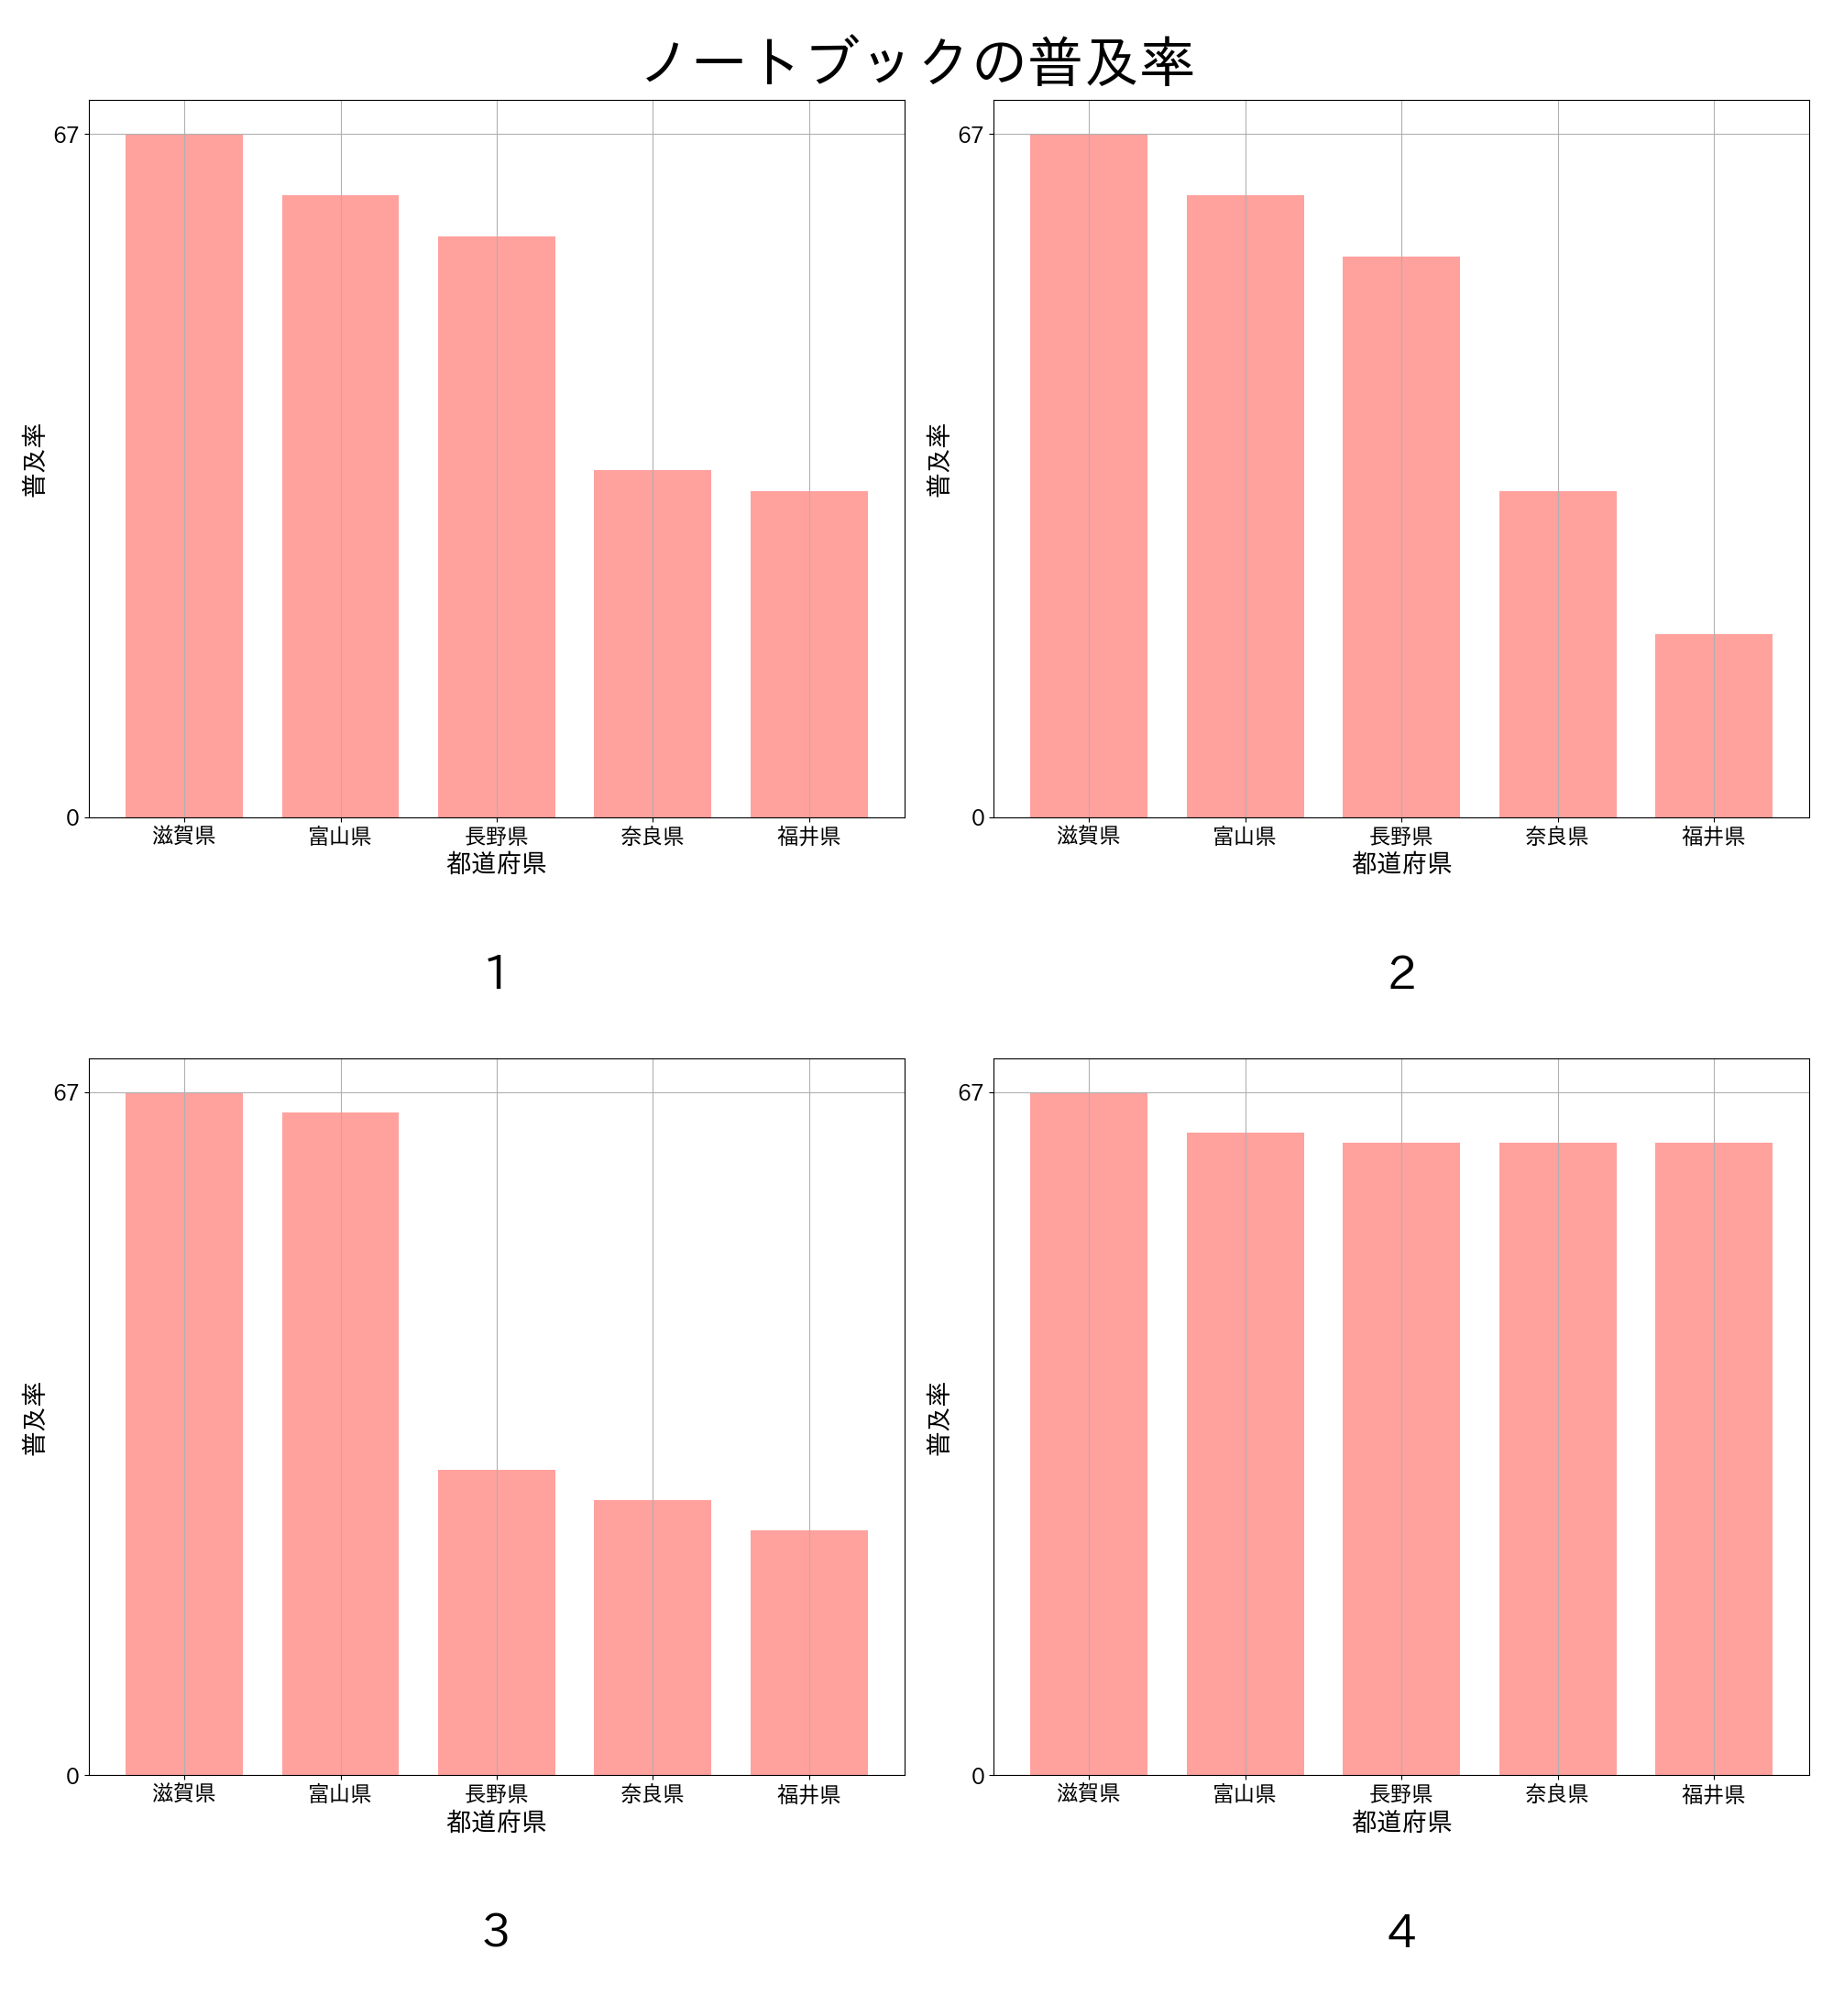 ノートブックの普及率
67
0
普及率
滋賀県 富山県 長野県 奈良県 福井県
都道府県
1
67
0
普及率
滋賀県 富山県 長野県 奈良県 福井県
都道府県
2
67
0
普及率
滋賀県 富山県 長野県 奈良県 福井県
都道府県
3
67
0
普及率
滋賀県 富山県 長野県 奈良県 福井県
都道府県
4